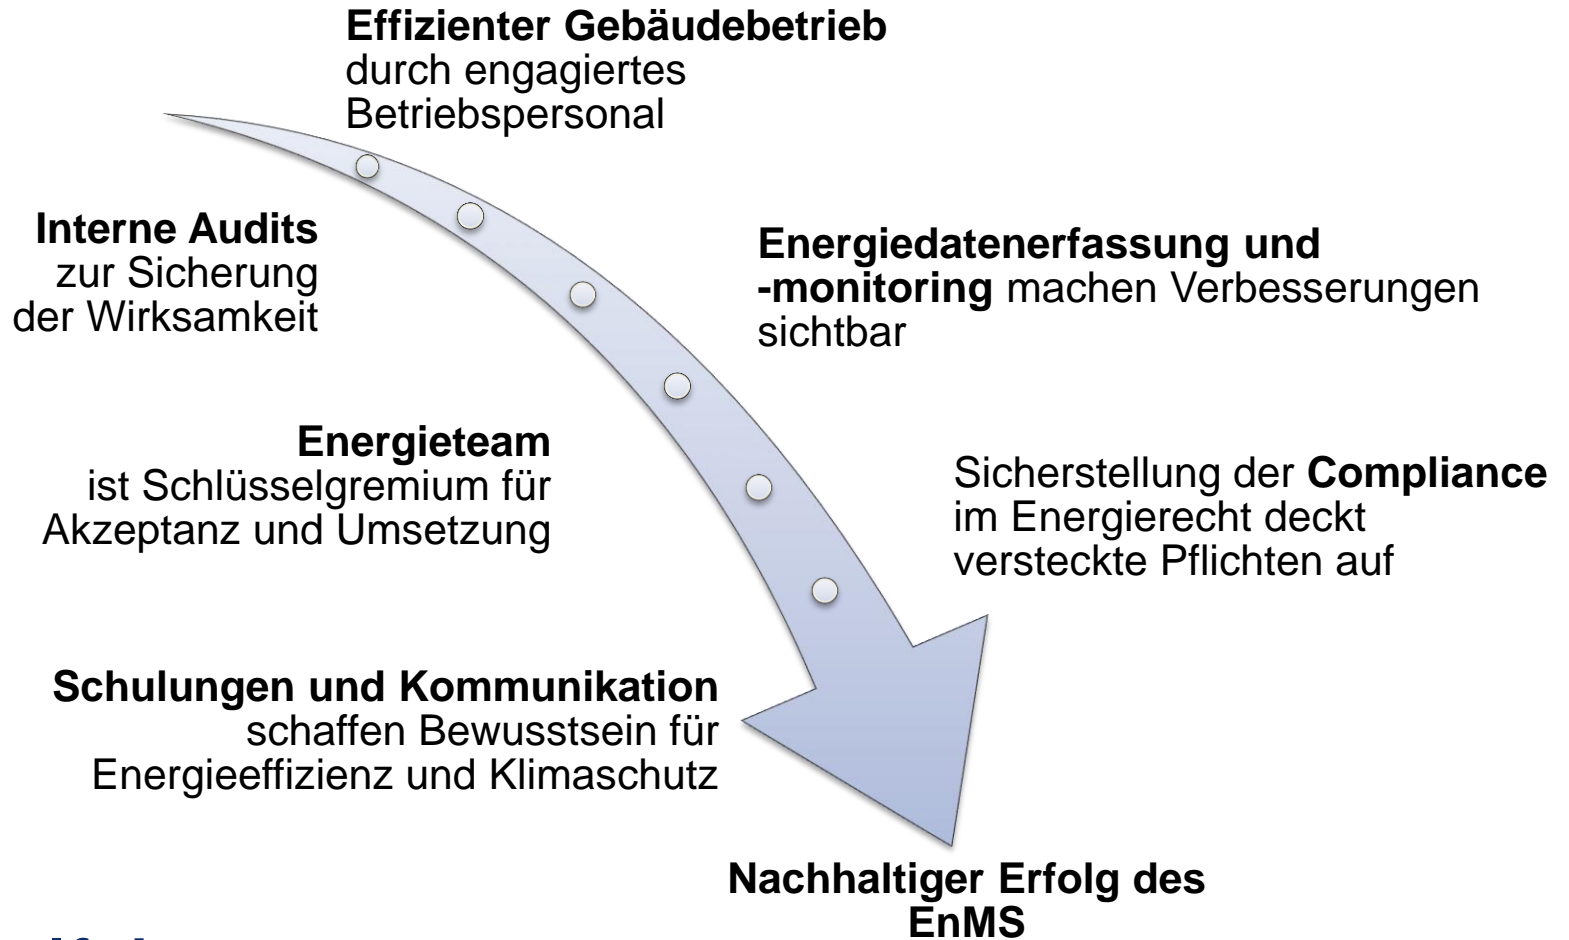 Effizienter Gebäudebetrieb
durch engagiertes
Betriebspersonal
Interne Audits
zur Sicherung
der Wirksamkeit
Energiedatenerfassung und
-monitoring machen Verbesserungen
sichtbar
Energieteam
ist Schlüsselgremium für
Akzeptanz und Umsetzung
Sicherstellung der Compliance
im Energierecht deckt
versteckte Pflichten auf
Schulungen und Kommunikation
schaffen Bewusstsein für
Energieeffizienz und Klimaschutz
Nachhaltiger Erfolg des
EnMS